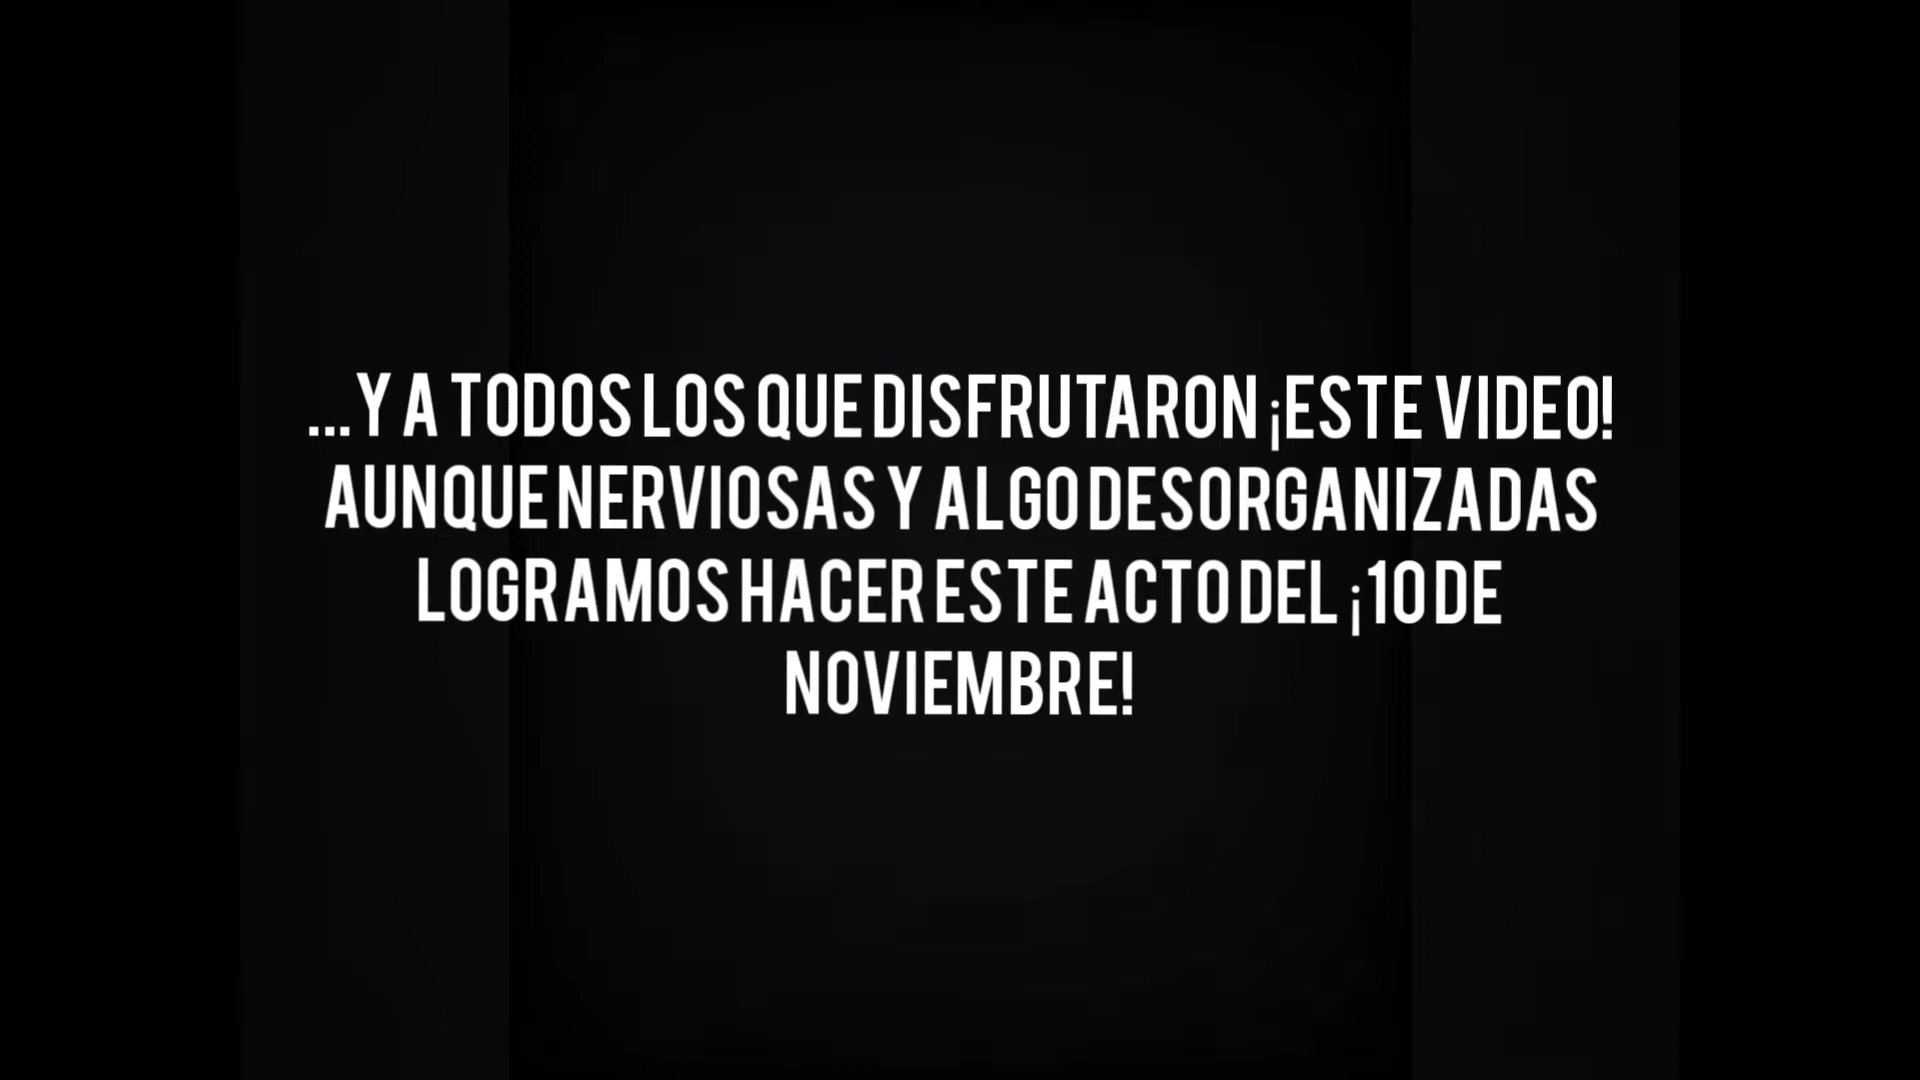 ...Y A TODOS LOS QUE DISFRUTARON ¡ESTE VIDEO!
AUNQUE NERVIOSAS Y ALGO DESORGANIZADAS
LOGRAMOS HACER ESTE ACTO DEL ¡10 DE
NOVIEMBRE!